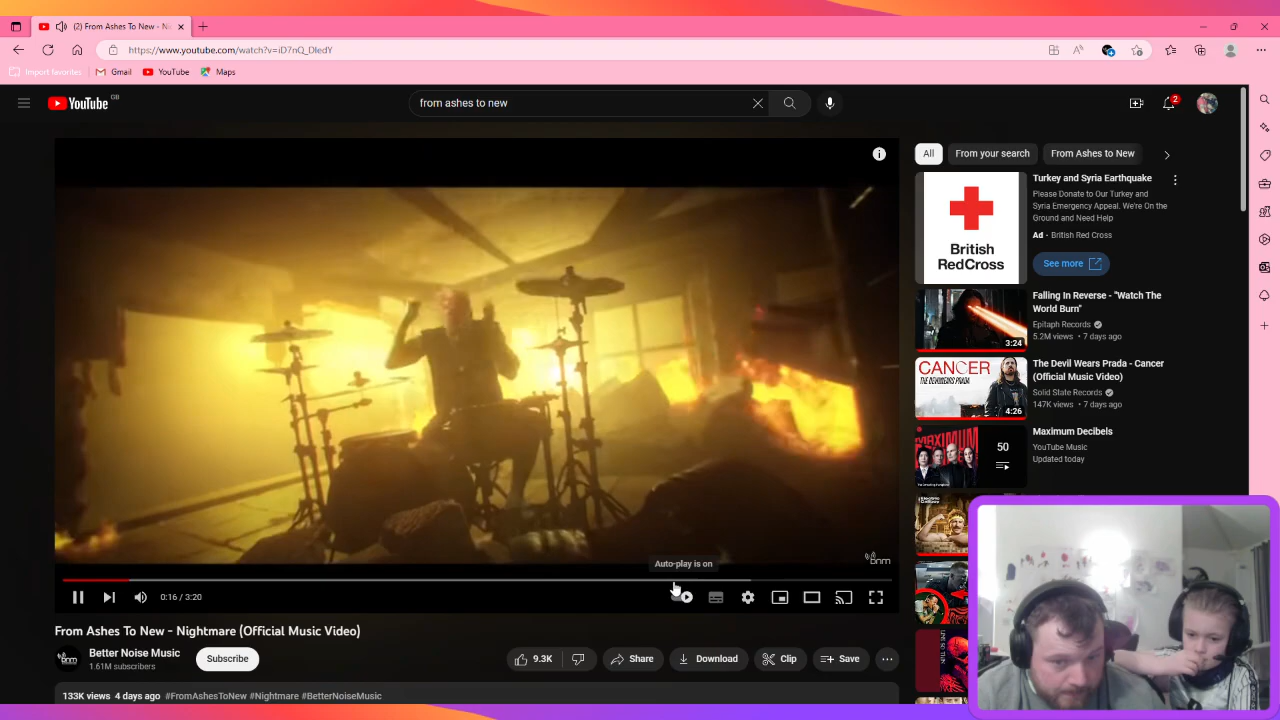 (2) From Ashes To New - Ni
https://www.youtube.com/watch?v=iD7nQ_DledY
Import favorites
Gmail
YouTube
Maps
YouTube GB
from ashes to new
2
All
From your search
From Ashes to New
Turkey and Syria Earthquake
Please Donate to Our Turkey and
Syria Emergency Appeal. We're On the
Ground and Need Help
Ad · British Red Cross
British
RedCross
See more
Falling In Reverse - "Watch The
World Burn"
Epitaph Records
5.2M views · 7 days ago
3:24
CANCER
THE DEVIL WEARS PRADA
The Devil Wears Prada - Cancer
(Official Music Video)
Solid State Records
147K views · 7 days ago
4:26
MAXIMUM
50
Maximum Decibels
YouTube Music
Updated today
bnm
Auto-play is on
0:16 / 3:20
From Ashes To New - Nightmare (Official Music Video)
Better Noise Music
1.61M subscribers
Subscribe
9.3K
Share
Download
Clip
Save
133K views 4 days ago #FromAshesToNew #Nightmare #BetterNoiseMusic